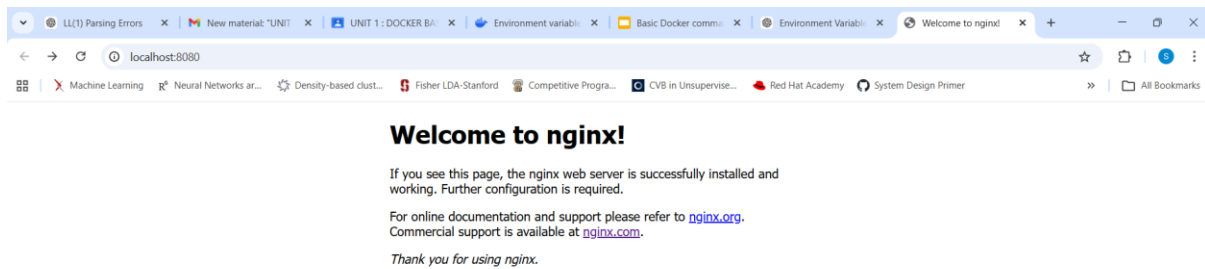 LL(1) Parsing Errors
New material: "UNIT
UNIT 1 : DOCKER BA
Environment variable
Basic Docker comma
Environment Variabl
Welcome to nginx!
localhost:8080
S
Machine Learning
Neural Networks ar...
Density-based clust...
Fisher LDA-Stanford
Competitive Progra...
CVB in Unsupervise...
Red Hat Academy
System Design Primer
All Bookmarks
Welcome to nginx!
If you see this page, the nginx web server is successfully installed and
working. Further configuration is required.
For online documentation and support please refer to nginx.org.
Commercial support is available at nginx.com.
Thank you for using nginx.